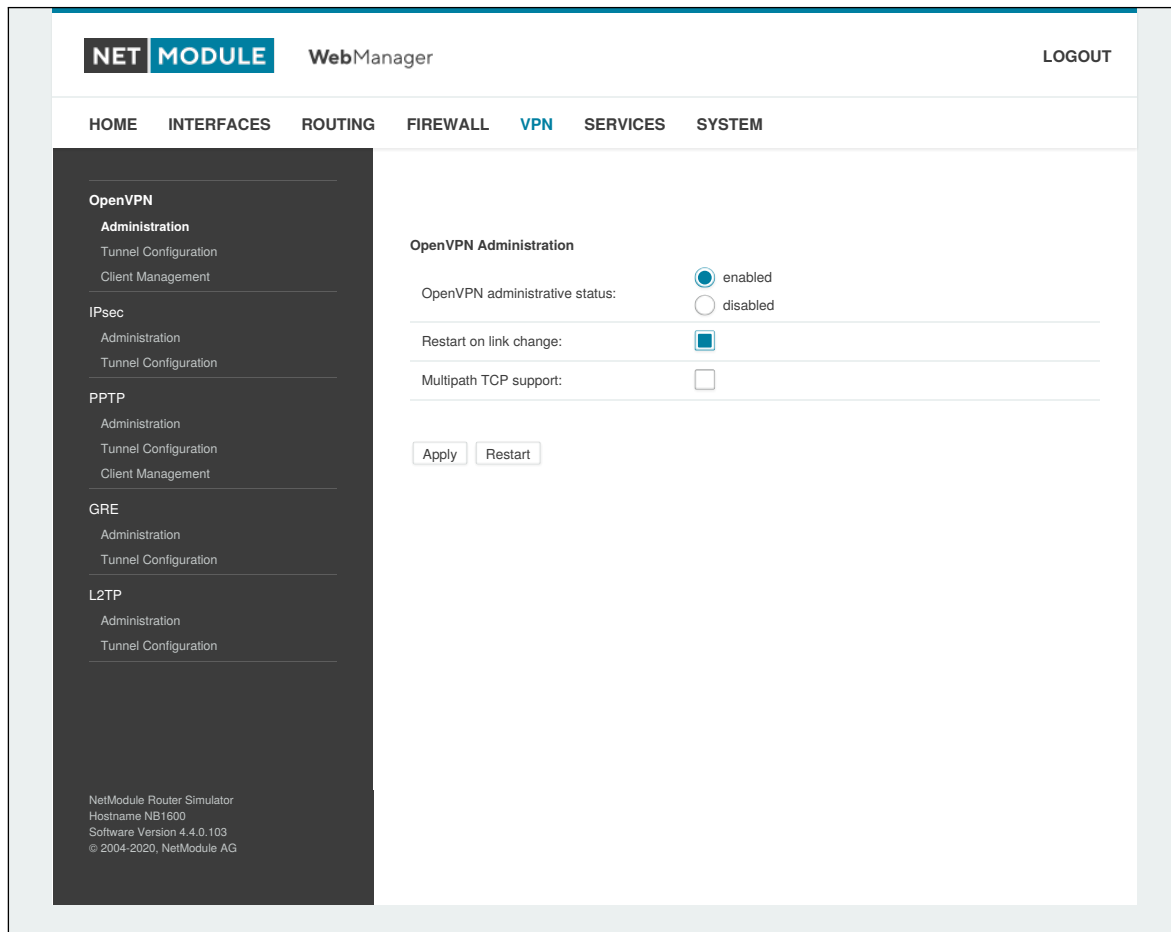 NET MODULE WebManager LOGOUT
HOME INTERFACES ROUTING FIREWALL VPN SERVICES SYSTEM
OpenVPN
Administration
Tunnel Configuration
Client Management
IPsec
Administration
Tunnel Configuration
PPTP
Administration
Tunnel Configuration
Client Management
GRE
Administration
Tunnel Configuration
L2TP
Administration
Tunnel Configuration
NetModule Router Simulator
Hostname NB1600
Software Version 4.4.0.103
© 2004-2020, NetModule AG
OpenVPN Administration
OpenVPN administrative status:
enabled
disabled
Restart on link change:
Multipath TCP support:
Apply Restart